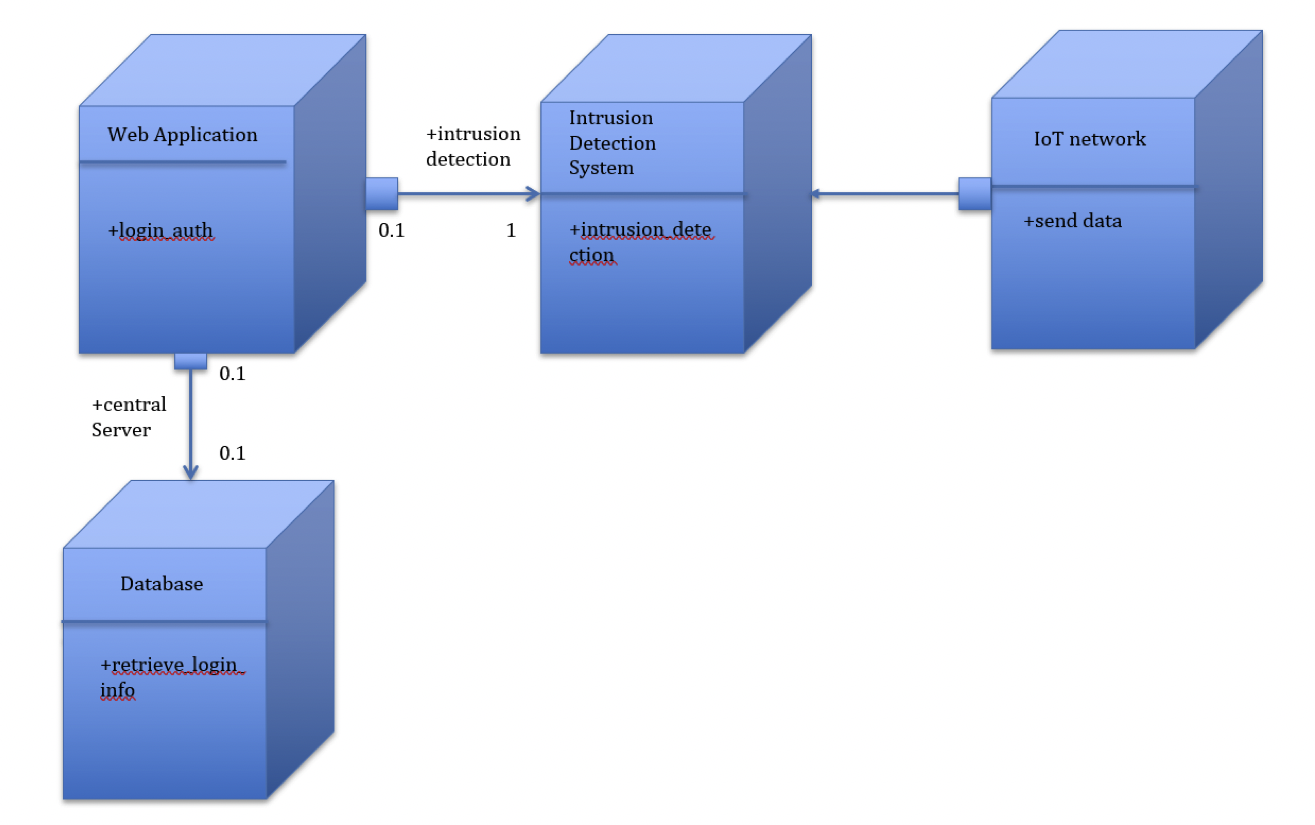 Web Application
+login_auth
+intrusion
detection
0.1
1
Intrusion
Detection
System
+intrusion_dete
ction
IoT network
+send data
0.1
+central
Server
0.1
Database
+retrieve_login_
info